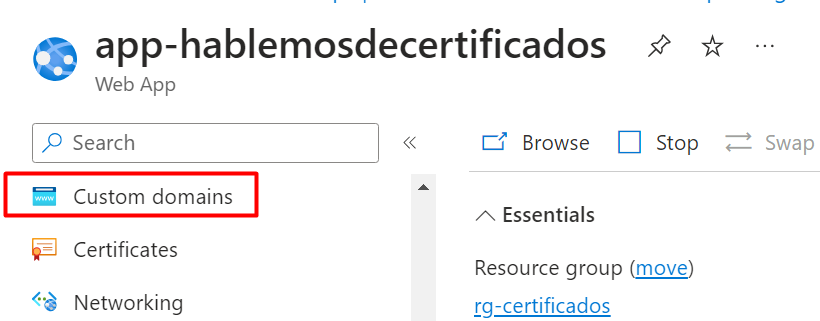 app-hablemosdecertificados
Web App
Search
Browse
Stop
Swap
Custom domains
Essentials
Certificates
Resource group (move)
Networking
rg-certificados